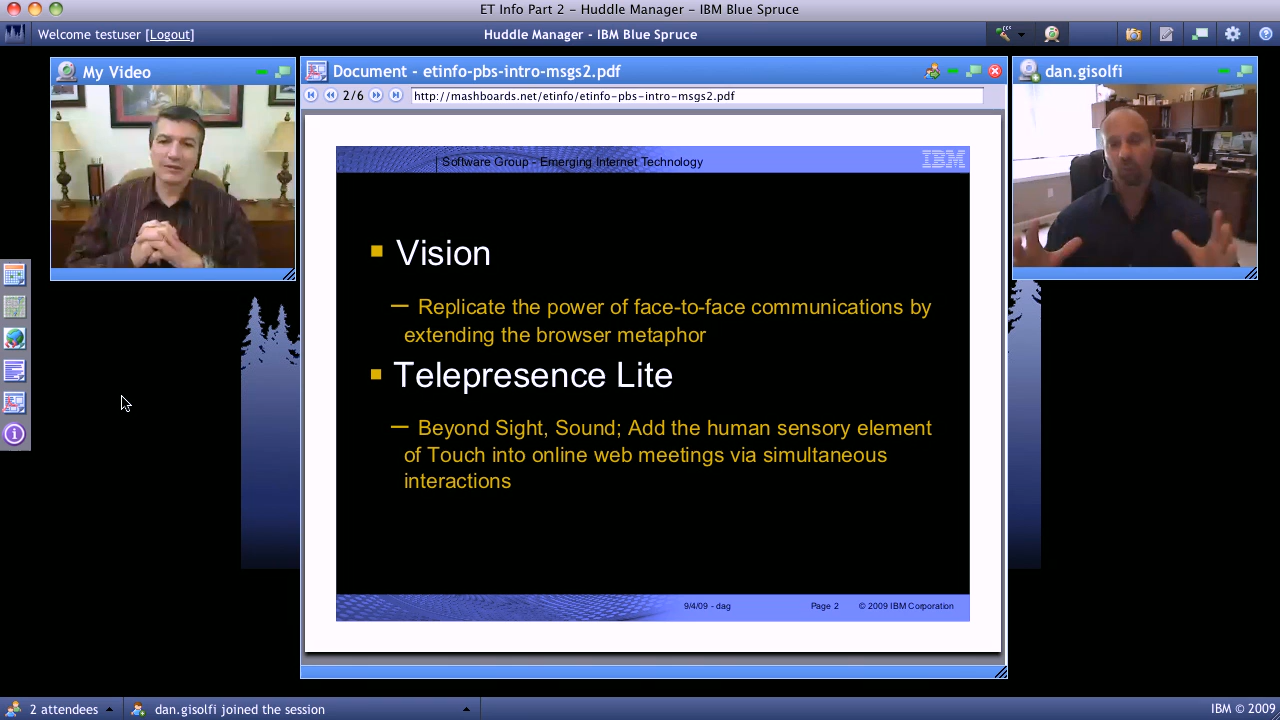 ET Info Part 2 – Huddle Manager – IBM Blue Spruce
Welcome testuser [Logout]
Huddle Manager - IBM Blue Spruce
My Video
Document - etinfo-pbs-intro-msgs2.pdf
dan.gisolfi
2/6
http://mashboards.net/etinfo/etinfo-pbs-intro-msgs2.pdf
Software Group - Emerging Internet Technology
IBM
Vision
— Replicate the power of face-to-face communications by
extending the browser metaphor
Telepresence Lite
— Beyond Sight, Sound; Add the human sensory element
of Touch into online web meetings via simultaneous
interactions
9/4/09 - dag
Page 2
© 2009 IBM Corporation
2 attendees
dan.gisolfi joined the session
IBM © 2009